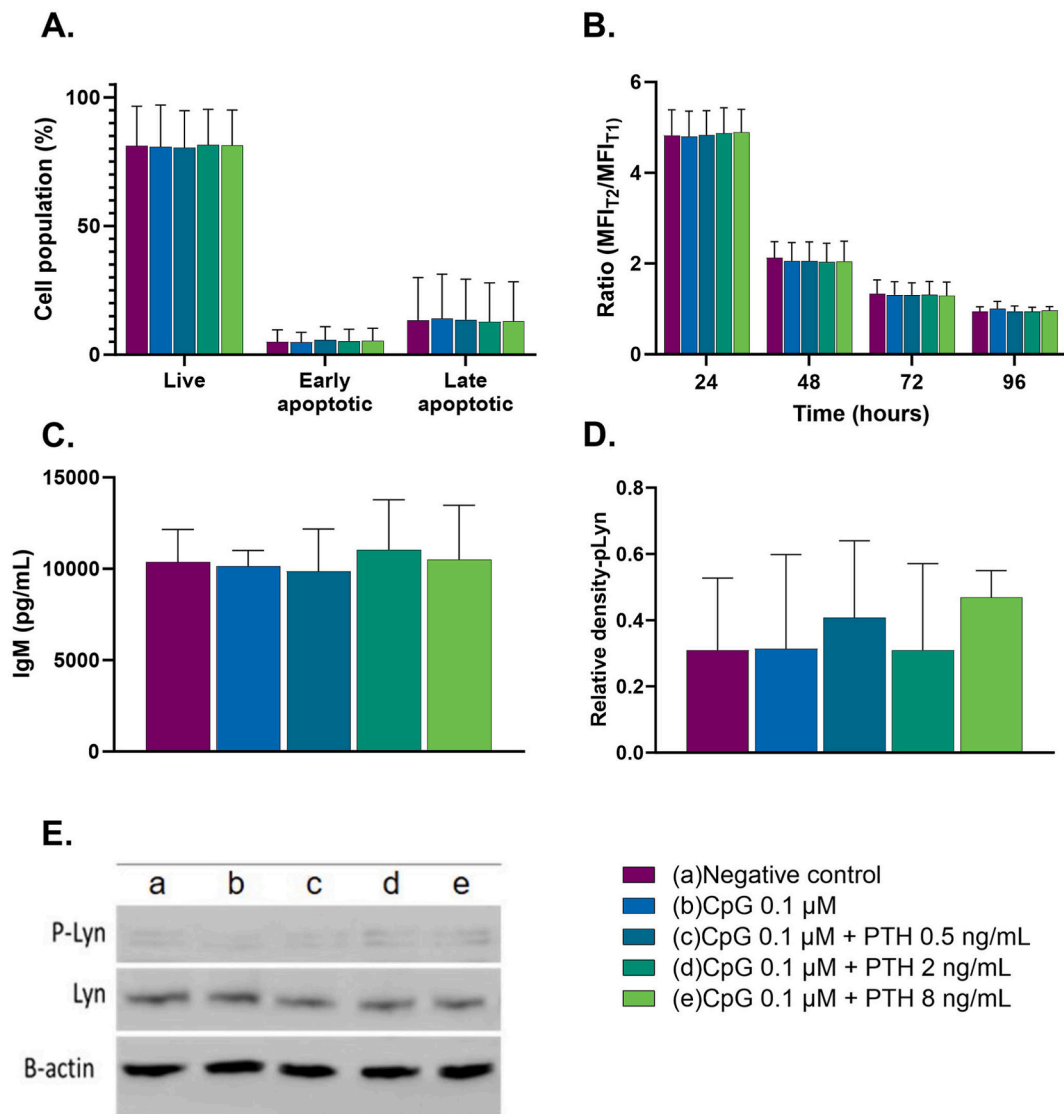 A.
B.
Cell population (%)
100
50
0
Live
Early
apoptotic
Late
apoptotic
Ratio (MFI_T2/MFI_T1)
6
4
2
0
24
48
72
96
Time (hours)
C.
D.
IgM (pg/mL)
15000
10000
5000
0
Relative density-pLyn
0.8
0.6
0.4
0.2
0.0
E.
a b c d e
P-Lyn
Lyn
B-actin
(a)Negative control
(b)CpG 0.1 µM
(c)CpG 0.1 µM + PTH 0.5 ng/mL
(d)CpG 0.1 µM + PTH 2 ng/mL
(e)CpG 0.1 µM + PTH 8 ng/mL